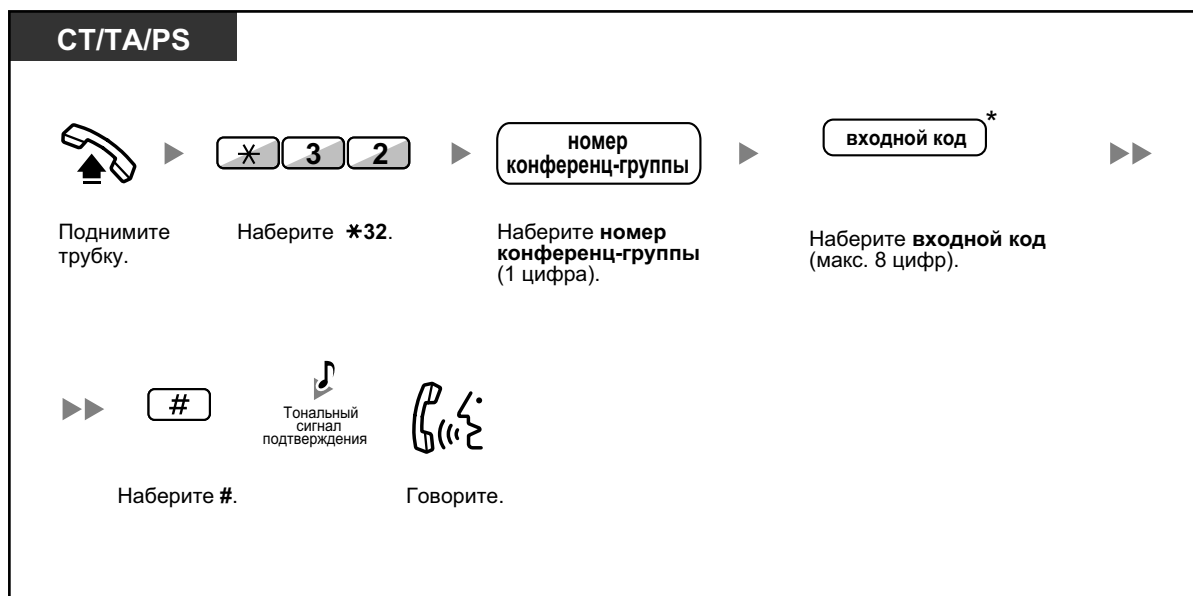 CT/TA/PS
* 3 2
номер
конференц-группы
входной код*
Поднимите
трубку.
Наберите *32.
Наберите номер
конференц-группы
(1 цифра).
Наберите входной код
(макс. 8 цифр).
#
Тональный
сигнал
подтверждения
Наберите #.
Говорите.